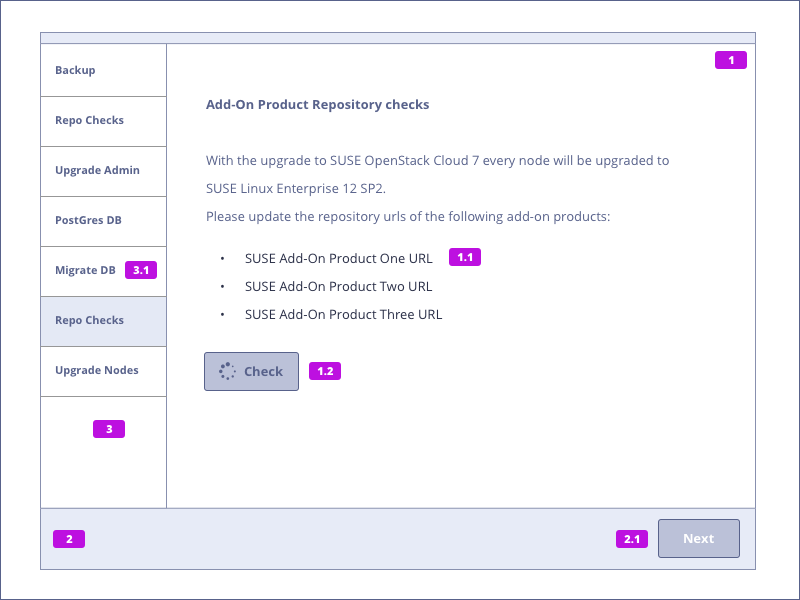 Backup
Repo Checks
Upgrade Admin
PostGres DB
Migrate DB 3.1
Repo Checks
Upgrade Nodes
3
1
Add-On Product Repository checks
With the upgrade to SUSE OpenStack Cloud 7 every node will be upgraded to
SUSE Linux Enterprise 12 SP2.
Please update the repository urls of the following add-on products:
• SUSE Add-On Product One URL 1.1
• SUSE Add-On Product Two URL
• SUSE Add-On Product Three URL
Check 1.2
2
2.1 Next